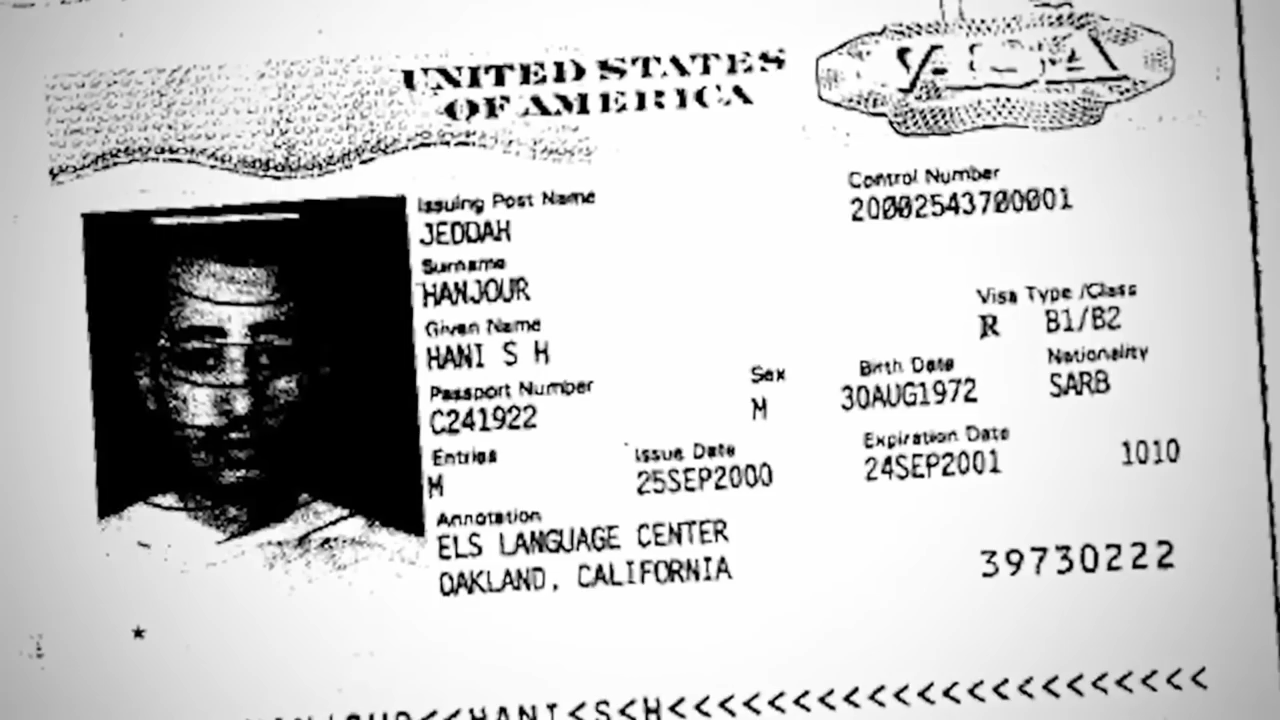 UNITED STATES
OF AMERICA
VISA
Issuing Post Name
JEDDAH
Control Number
20002543700001
Surname
HANJOUR
Visa Type /Class
R B1/B2
Given Name
HANI S H
Passport Number
C241922
Sex
M
Birth Date
30AUG1972
Nationality
SARB
Entries
M
Issue Date
25SEP2000
Expiration Date
24SEP2001
1010
Annotation
ELS LANGUAGE CENTER
OAKLAND, CALIFORNIA
39730222
*
<<HANI<S<H<<<<<<<<<<<<<<<<<<<<<<